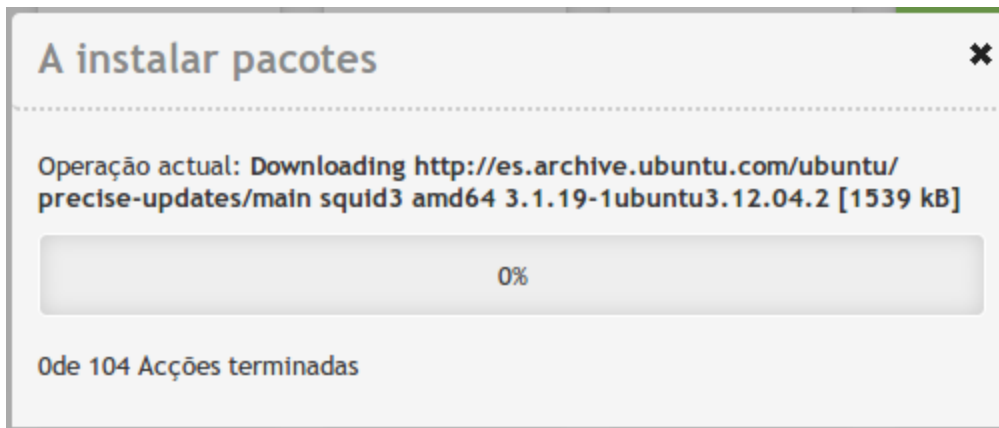 A instalar pacotes
Operação actual: Downloading http://es.archive.ubuntu.com/ubuntu/
precise-updates/main squid3 amd64 3.1.19-1ubuntu3.12.04.2 [1539 kB]
0%
0de 104 Acções terminadas